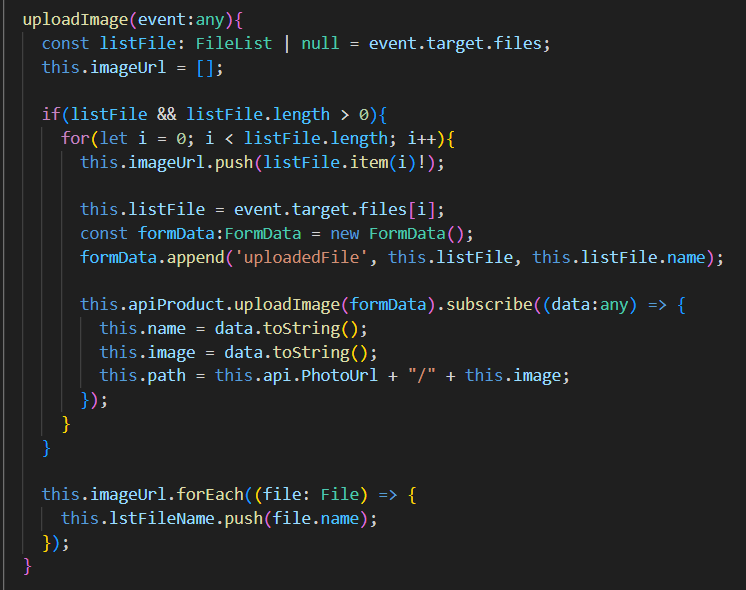 uploadImage(event:any){
const listFile: FileList | null = event.target.files;
this.imageUrl = [];
if(listFile && listFile.length > 0){
for(let i = 0; i < listFile.length; i++){
this.imageUrl.push(listFile.item(i)!);
this.listFile = event.target.files[i];
const formData:FormData = new FormData();
formData.append('uploadedFile', this.listFile, this.listFile.name);
this.apiProduct.uploadImage(formData).subscribe((data:any) => {
this.name = data.toString();
this.image = data.toString();
this.path = this.api.PhotoUrl + "/" + this.image;
});
}
}
this.imageUrl.forEach((file: File) => {
this.lstFileName.push(file.name);
});
}